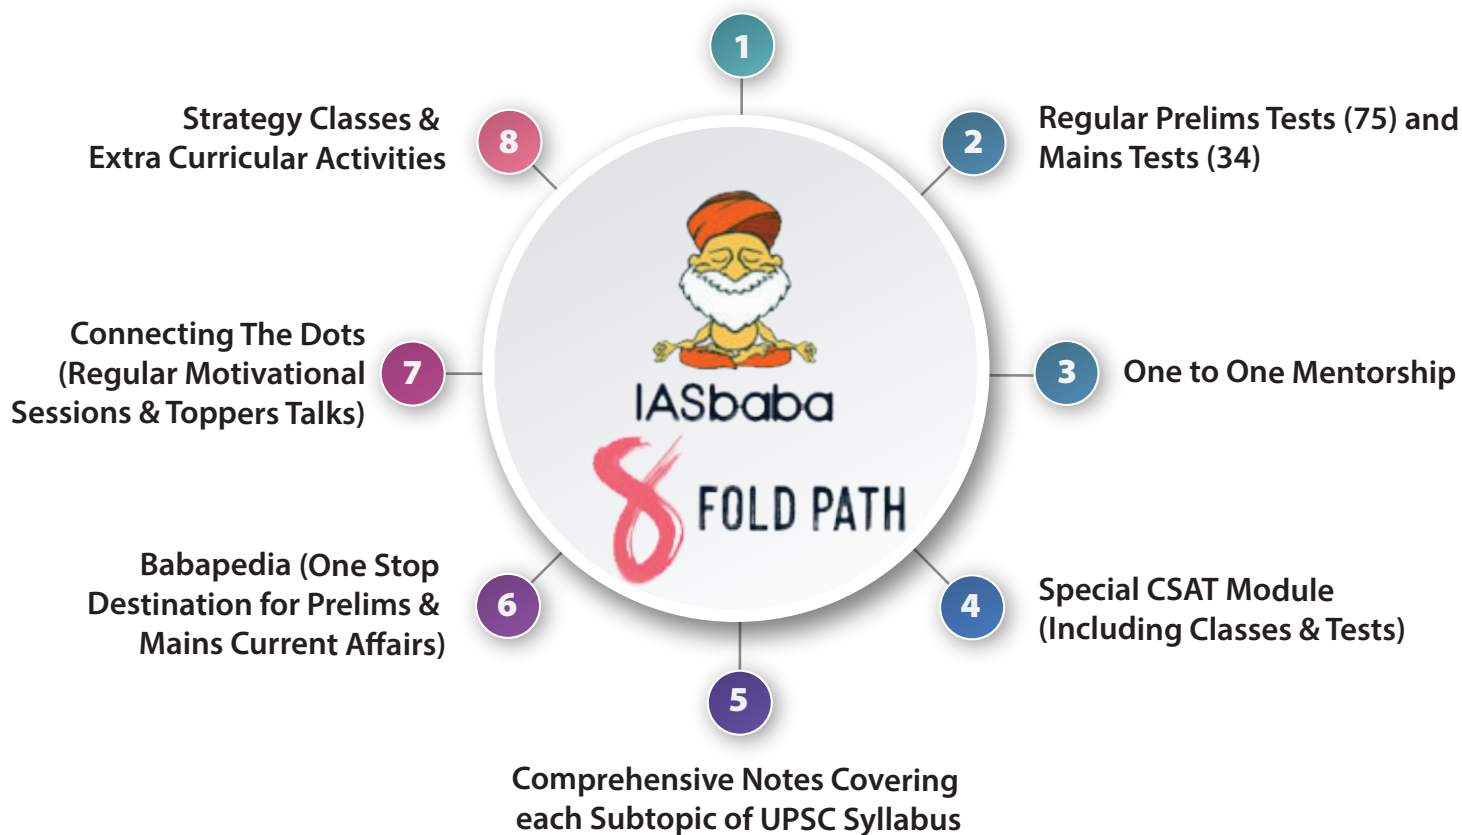 1
2
Regular Prelims Tests (75) and
Mains Tests (34)
3
One to One Mentorship
4
Special CSAT Module
(Including Classes & Tests)
5
Comprehensive Notes Covering
each Subtopic of UPSC Syllabus
6
Babapedia (One Stop
Destination for Prelims &
Mains Current Affairs)
7
Connecting The Dots
(Regular Motivational
Sessions & Toppers Talks)
8
Strategy Classes &
Extra Curricular Activities
IASbaba
8 FOLD PATH